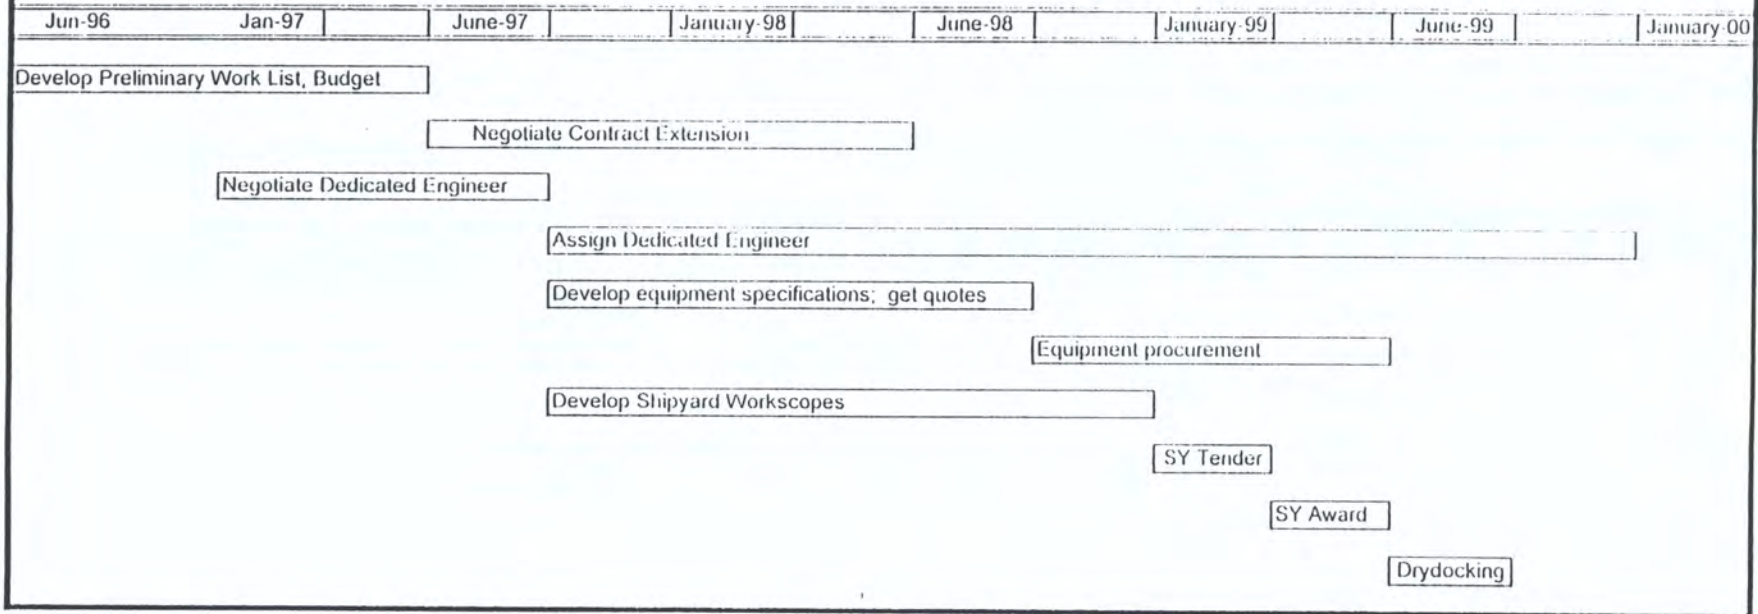 Jun-96 Jan-97 June-97 January-98 June-98 January-99 June-99 January-00
Develop Preliminary Work List, Budget
Negotiate Contract Extension
Negotiate Dedicated Engineer
Assign Dedicated Engineer
Develop equipment specifications; get quotes
Equipment procurement
Develop Shipyard Workscopes
SY Tender
SY Award
Drydocking